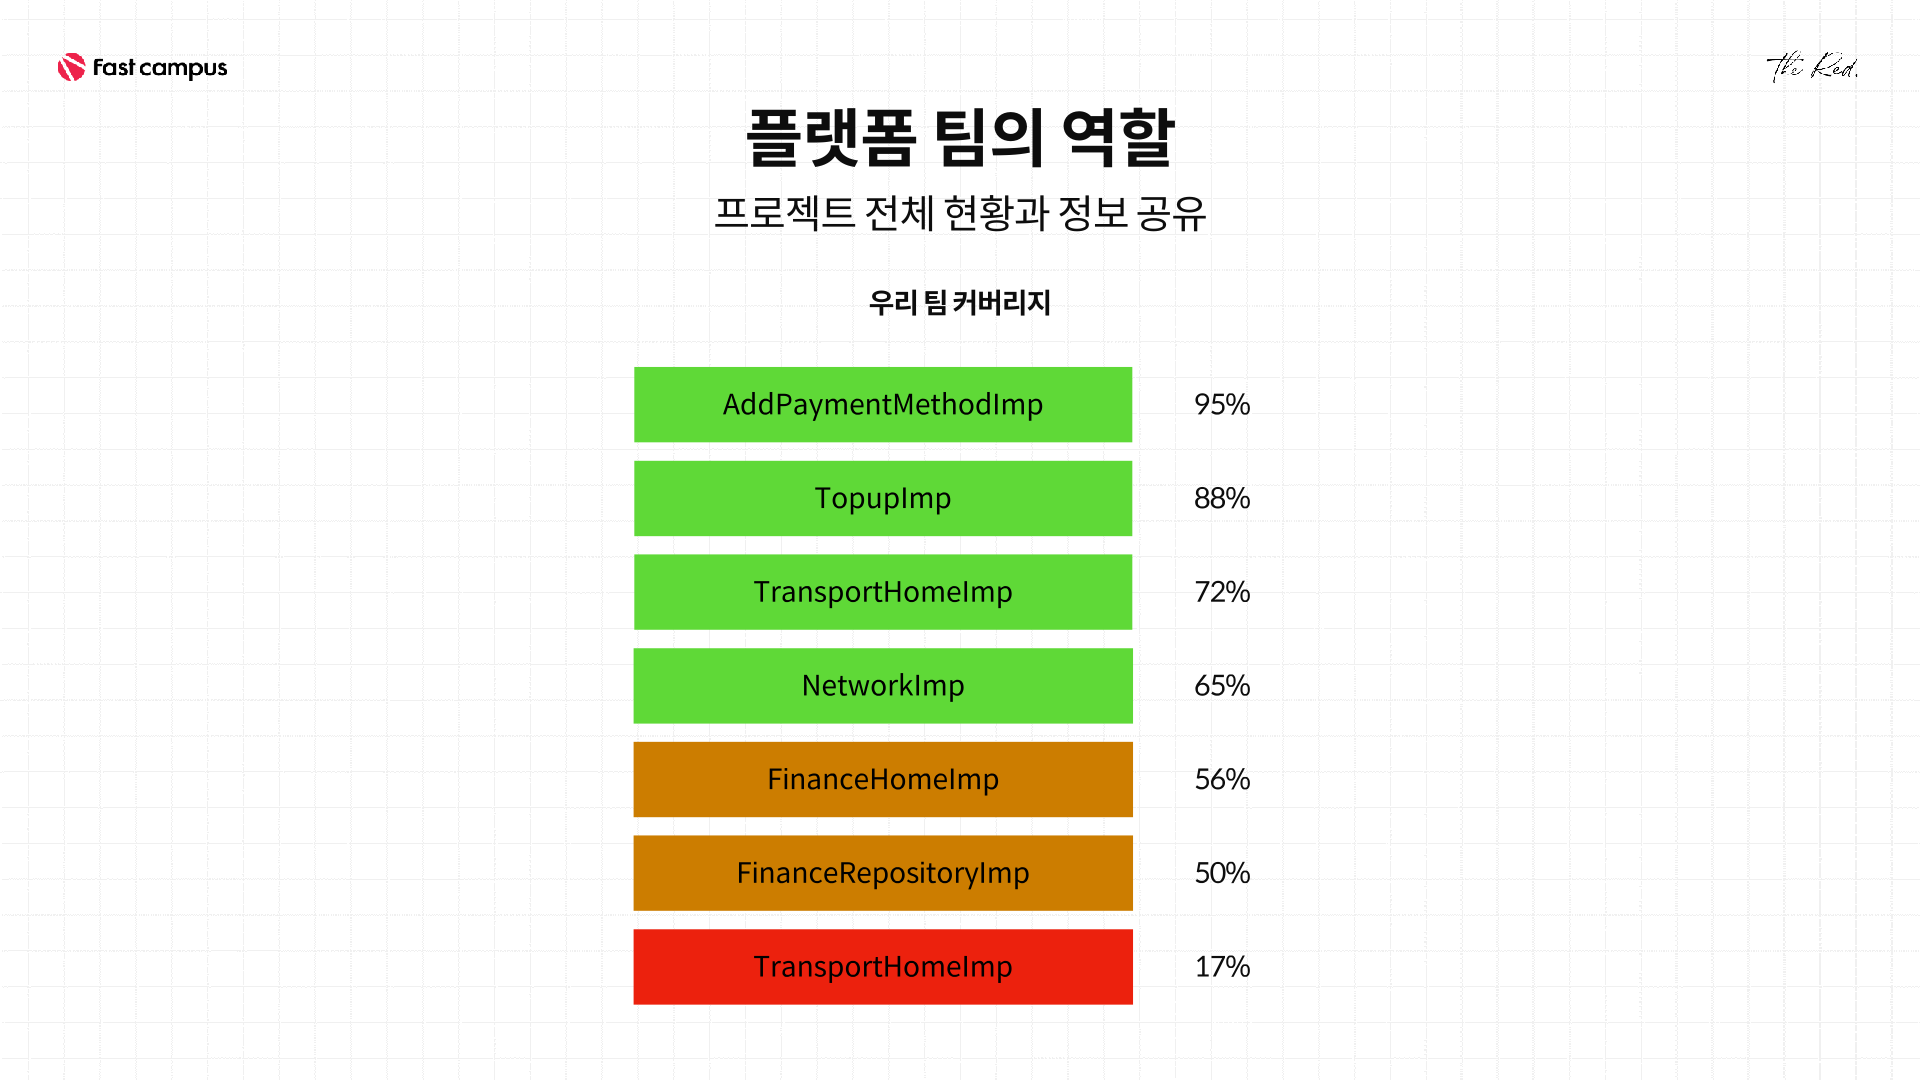 Fast campus
The Red.
플랫폼 팀의 역할
프로젝트 전체 현황과 정보 공유
우리 팀 커버리지
AddPaymentMethodImp 95%
TopupImp 88%
TransportHomeImp 72%
NetworkImp 65%
FinanceHomeImp 56%
FinanceRepositoryImp 50%
TransportHomeImp 17%